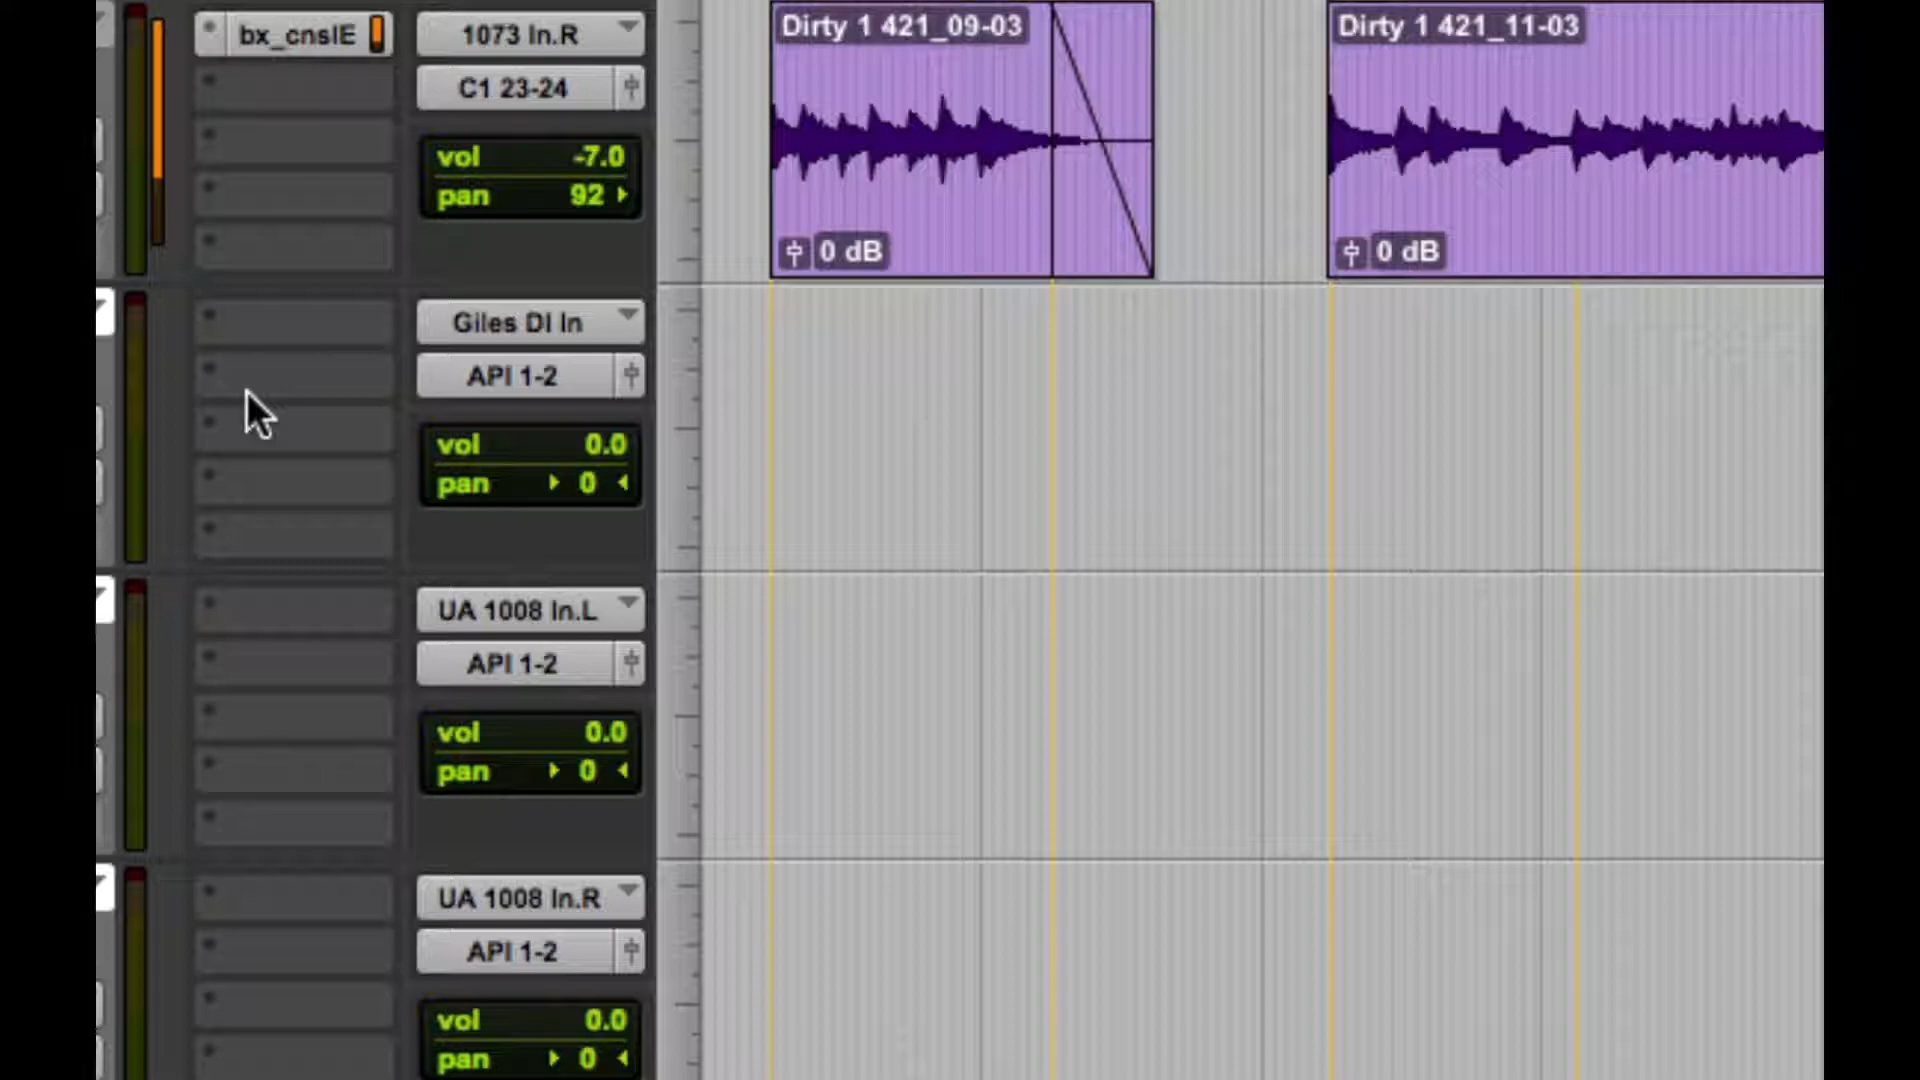 bx_cnslE
1073 In.R
C1 23-24
vol -7.0
pan 92
Dirty 1 421_09-03
0 dB
Dirty 1 421_11-03
0 dB
Giles DI In
API 1-2
vol 0.0
pan 0
UA 1008 In.L
API 1-2
vol 0.0
pan 0
UA 1008 In.R
API 1-2
vol 0.0
pan 0